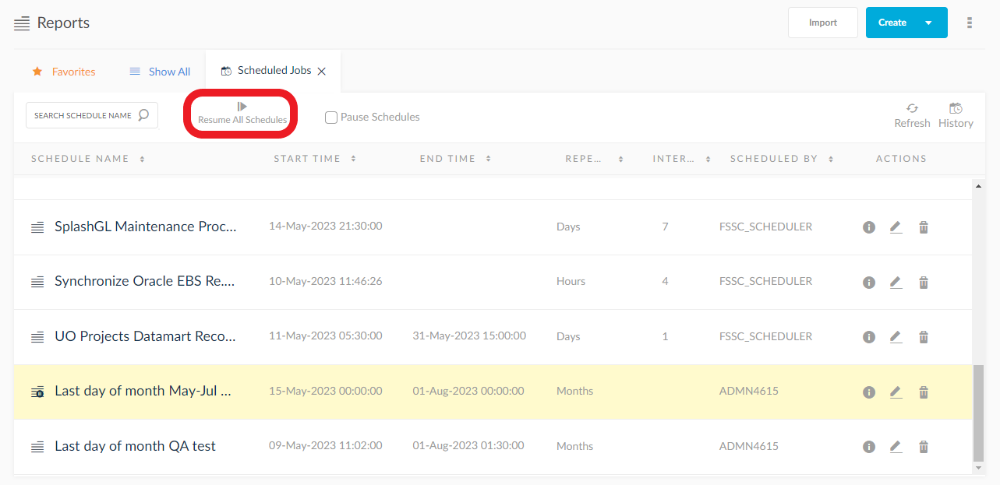 Reports
Import
Create
Favorites
Show All
Scheduled Jobs
SEARCH SCHEDULE NAME
Resume All Schedules
Pause Schedules
Refresh
History
SCHEDULE NAME START TIME END TIME REPE... INTER... SCHEDULED BY ACTIONS
SplashGL Maintenance Proc... 14-May-2023 21:30:00 Days 7 FSSC_SCHEDULER
Synchronize Oracle EBS Re.... 10-May-2023 11:46:26 Hours 4 FSSC_SCHEDULER
UO Projects Datamart Reco... 11-May-2023 05:30:00 31-May-2023 15:00:00 Days 1 FSSC_SCHEDULER
Last day of month May-Jul ... 15-May-2023 00:00:00 01-Aug-2023 00:00:00 Months ADMN4615
Last day of month QA test 09-May-2023 11:02:00 01-Aug-2023 01:30:00 Months ADMN4615